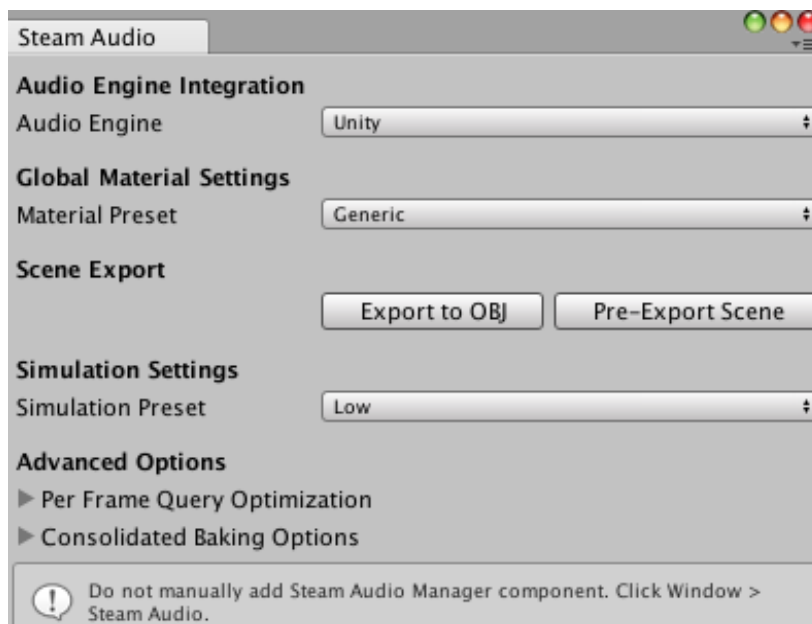 Steam Audio
Audio Engine Integration
Audio Engine Unity
Global Material Settings
Material Preset Generic
Scene Export
Export to OBJ Pre-Export Scene
Simulation Settings
Simulation Preset Low
Advanced Options
Per Frame Query Optimization
Consolidated Baking Options
Do not manually add Steam Audio Manager component. Click Window >
Steam Audio.